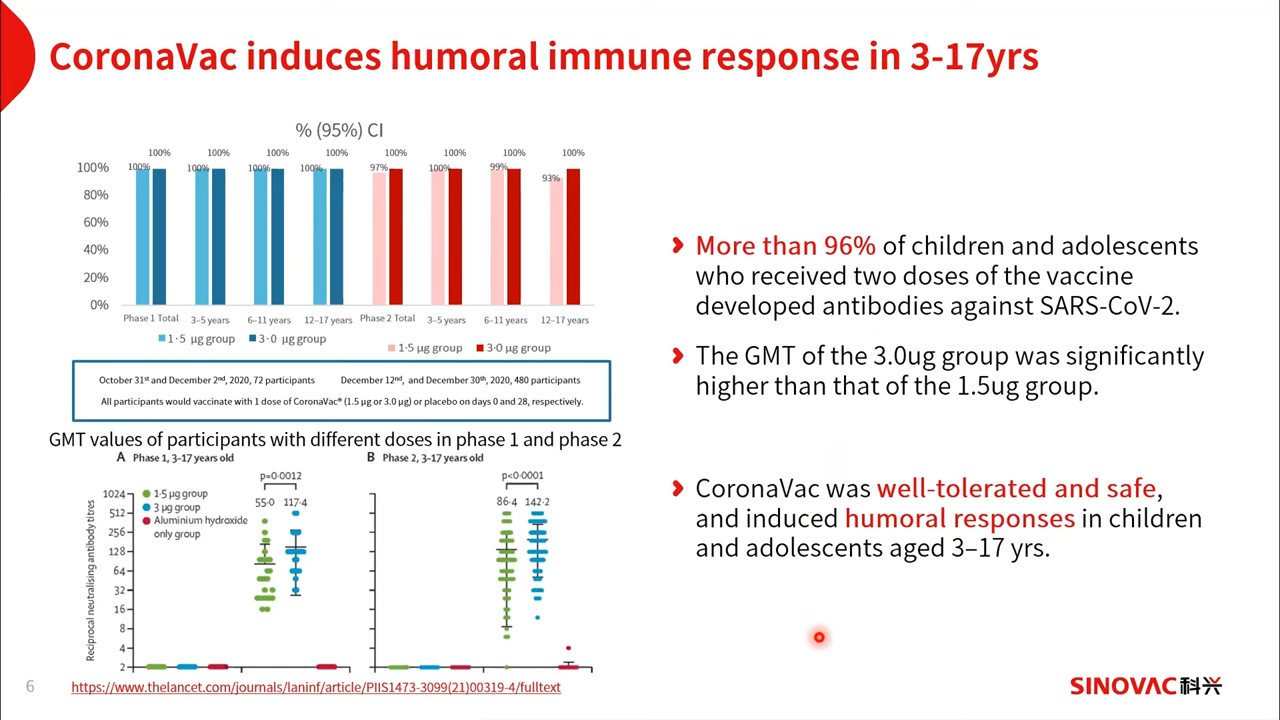 CoronaVac induces humoral immune response in 3-17yrs
% (95%) CI
100% 100% 100% 100% 100% 100% 100% 100%
100% 100% 100% 100% 97% 100% 99% 93%
100%
80%
60%
40%
20%
0%
Phase 1 Total 3–5 years 6–11 years 12–17 years Phase 2 Total 3–5 years 6–11 years 12–17 years
1·5 μg group 3·0 μg group
1·5 μg group 3·0 μg group
October 31st and December 2nd, 2020, 72 participants December 12nd, and December 30th, 2020, 480 participants
All participants would vaccinate with 1 dose of CoronaVac® (1.5 μg or 3.0 μg) or placebo on days 0 and 28, respectively.
GMT values of participants with different doses in phase 1 and phase 2
A Phase 1, 3–17 years old
B Phase 2, 3–17 years old
Reciprocal neutralising antibody titres
1024
512
256
128
64
32
16
8
4
2
1·5 μg group
3 μg group
Aluminium hydroxide
only group
p=0·0012
55·0 117·4
p<0·0001
86·4 142·2
More than 96% of children and adolescents
who received two doses of the vaccine
developed antibodies against SARS-CoV-2.
The GMT of the 3.0ug group was significantly
higher than that of the 1.5ug group.
CoronaVac was well-tolerated and safe,
and induced humoral responses in children
and adolescents aged 3–17 yrs.
6
https://www.thelancet.com/journals/laninf/article/PIIS1473-3099(21)00319-4/fulltext
SINOVAC科兴